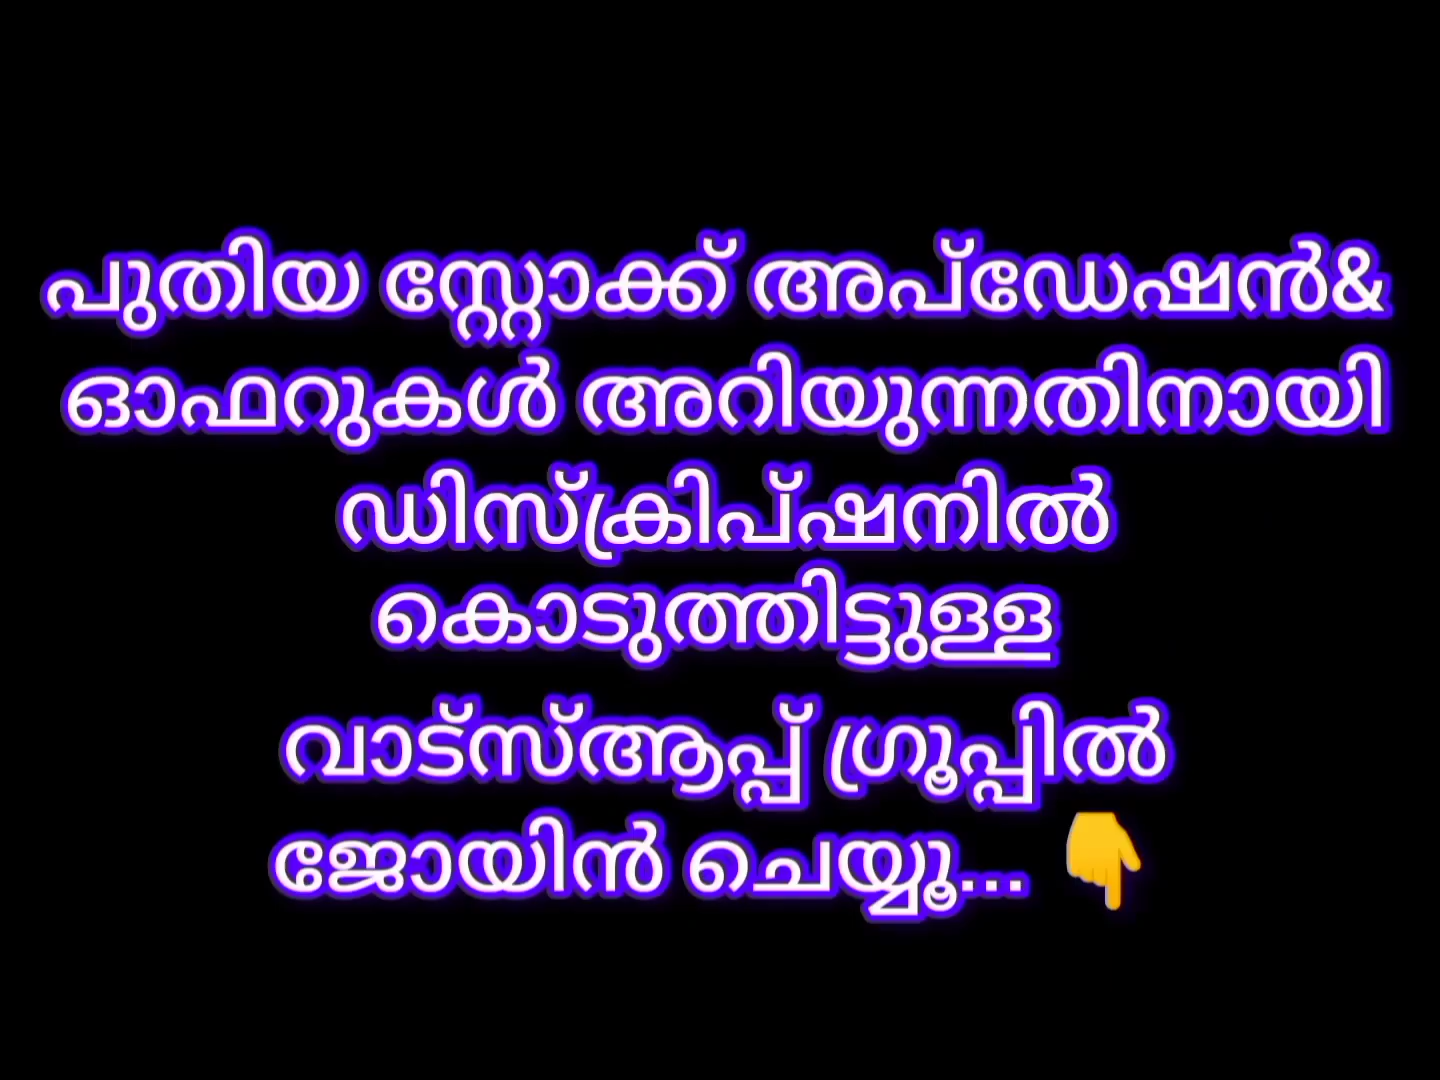 പുതിയ സ്റ്റോക്ക് അപ്ഡേഷൻ&
ഓഫറുകൾ അറിയുന്നതിനായി
ഡിസ്ക്രിപ്ഷനിൽ
കൊടുത്തിട്ടുള്ള
വാട്സ്ആപ്പ് ഗ്രൂപ്പിൽ
ജോയിൻ ചെയ്യൂ... 👇